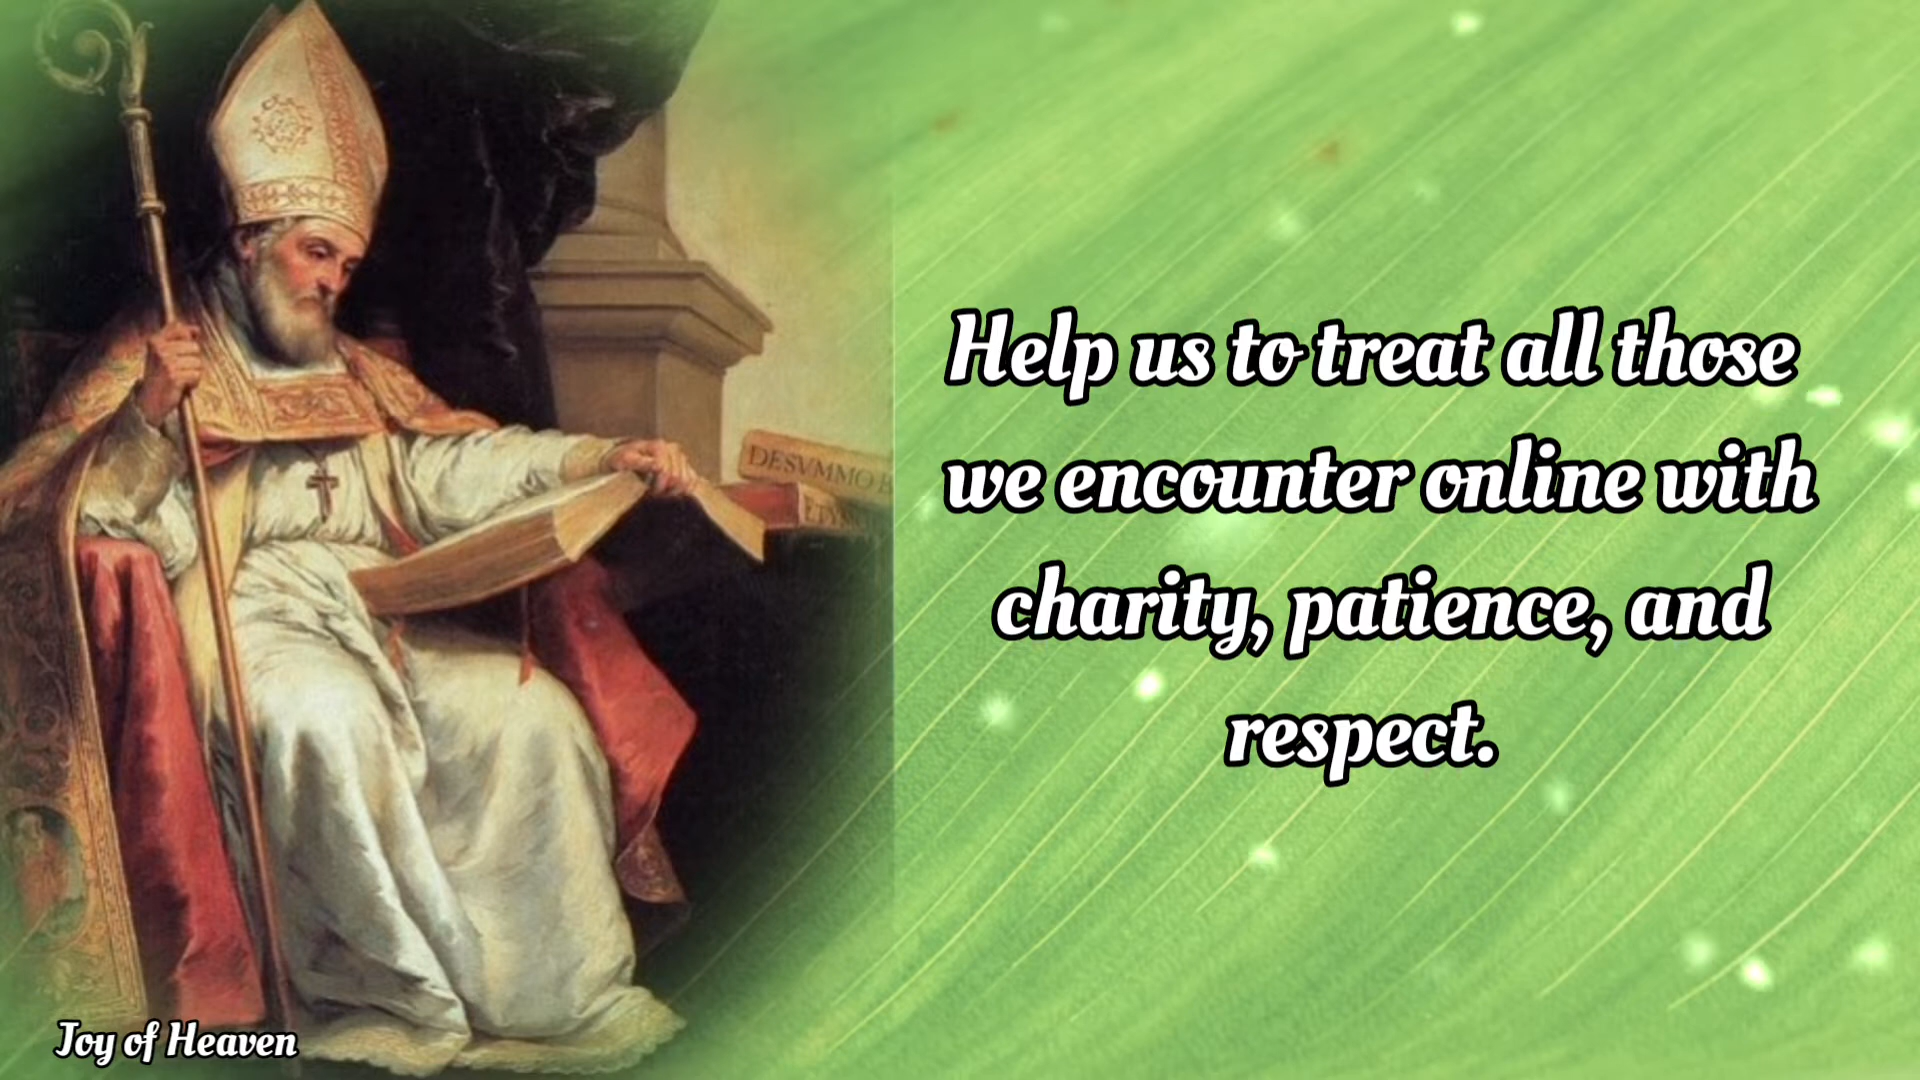 Help us to treat all those
we encounter online with
charity, patience, and
respect.
DESVMMO
Joy of Heaven